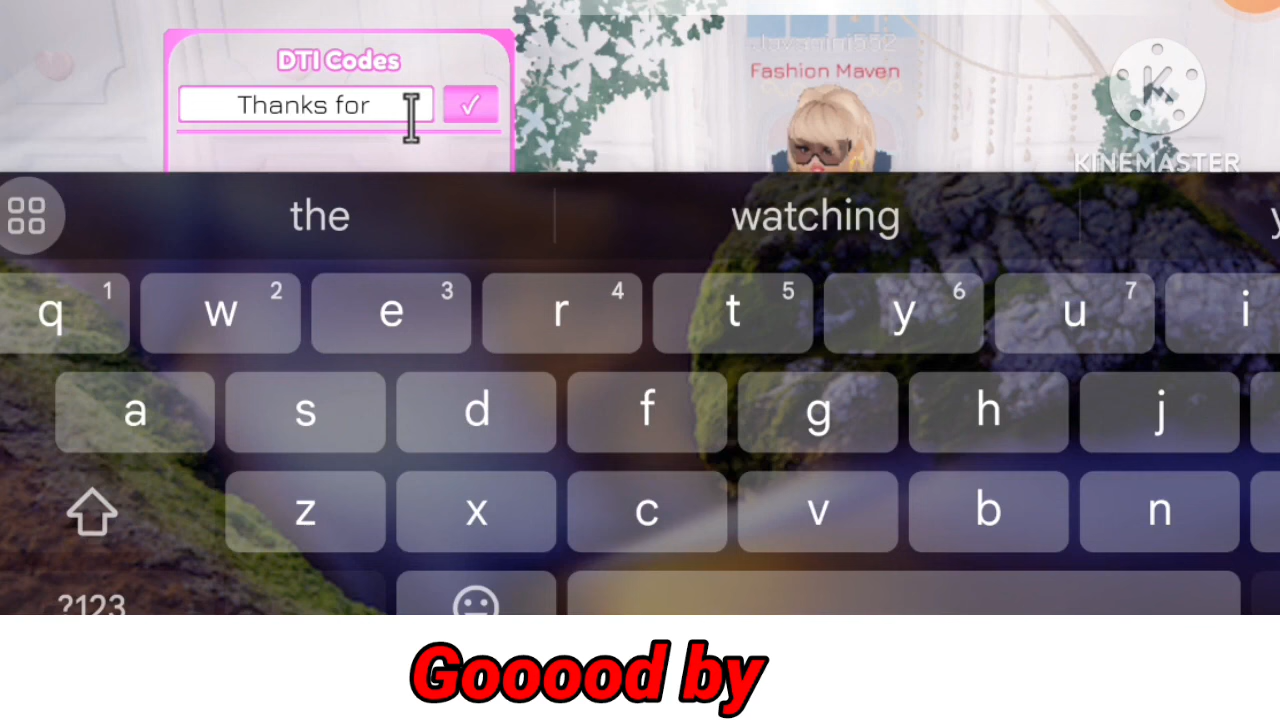 DTI Codes
Thanks for
✓
Fashion Maven
KINEMASTER
the watching
q 1 w 2 e 3 r 4 t 5 y 6 u 7 i
a s d f g h j
z x c v b n
?123
Gooood by